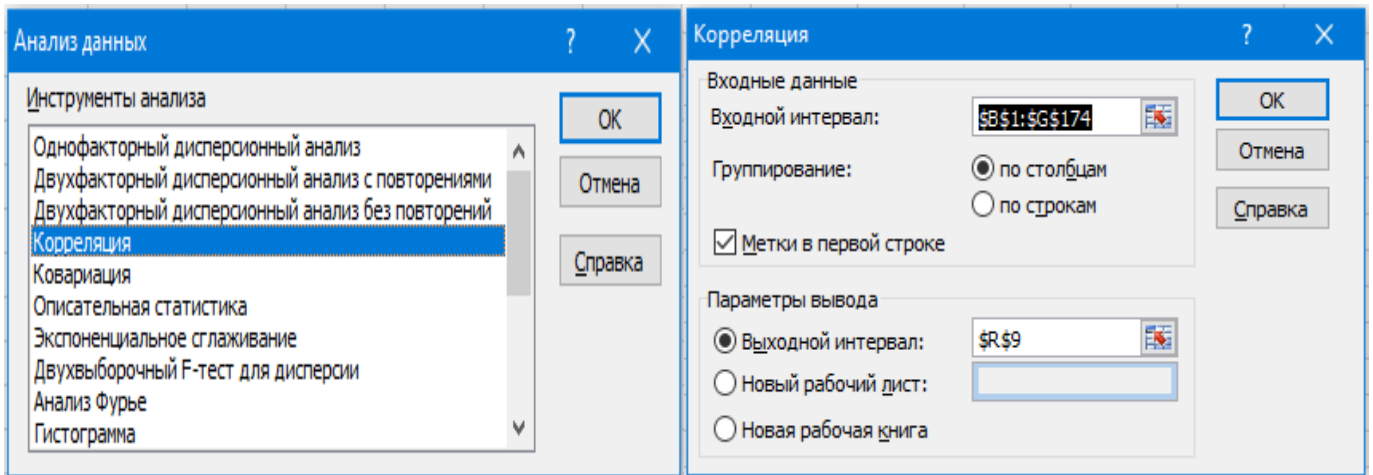 Анализ данных
?
Инструменты анализа
Однофакторный дисперсионный анализ
Двухфакторный дисперсионный анализ с повторениями
Двухфакторный дисперсионный анализ без повторений
Корреляция
Ковариация
Описательная статистика
Экспоненциальное сглаживание
Двухвыборочный F-тест для дисперсии
Анализ Фурье
Гистограмма
ОК
Отмена
Справка
Корреляция
?
Входные данные
Входной интервал: $B$1:$G$174
Группирование: по столбцам
по строкам
Метки в первой строке
Параметры вывода
Выходной интервал: $R$9
Новый рабочий лист:
Новая рабочая книга
ОК
Отмена
Справка